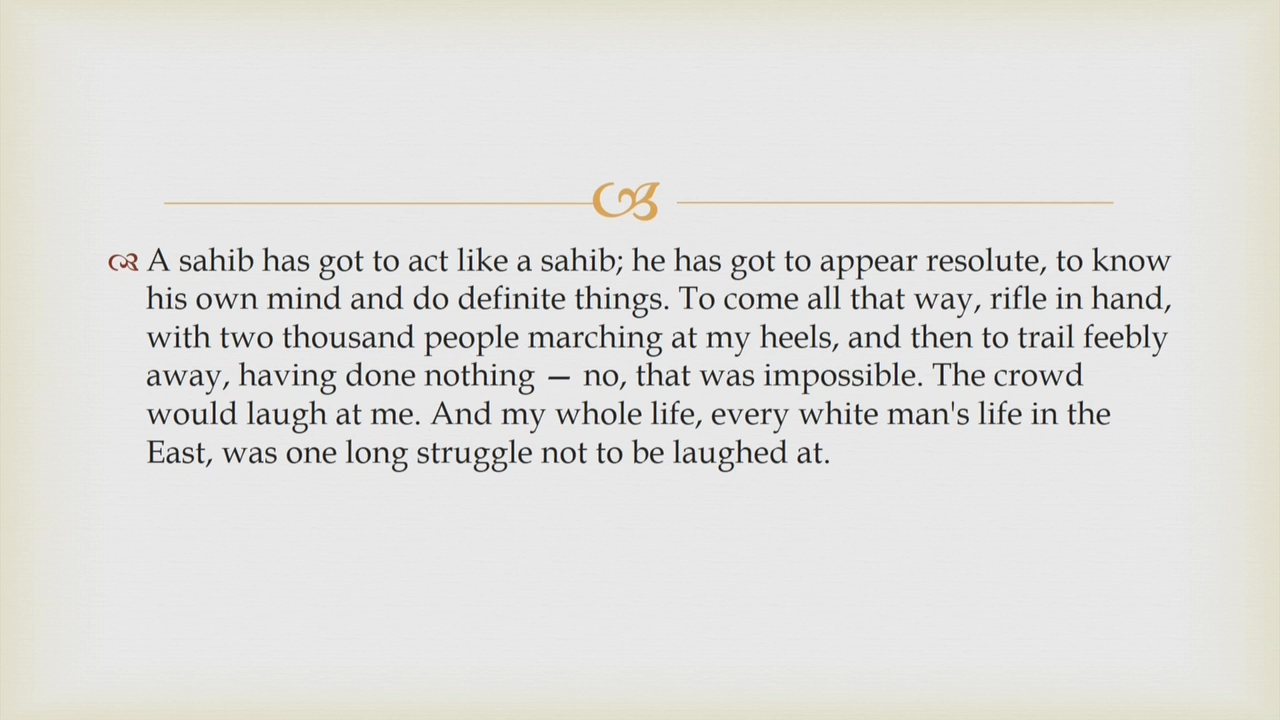 A sahib has got to act like a sahib; he has got to appear resolute, to know
his own mind and do definite things. To come all that way, rifle in hand,
with two thousand people marching at my heels, and then to trail feebly
away, having done nothing — no, that was impossible. The crowd
would laugh at me. And my whole life, every white man's life in the
East, was one long struggle not to be laughed at.